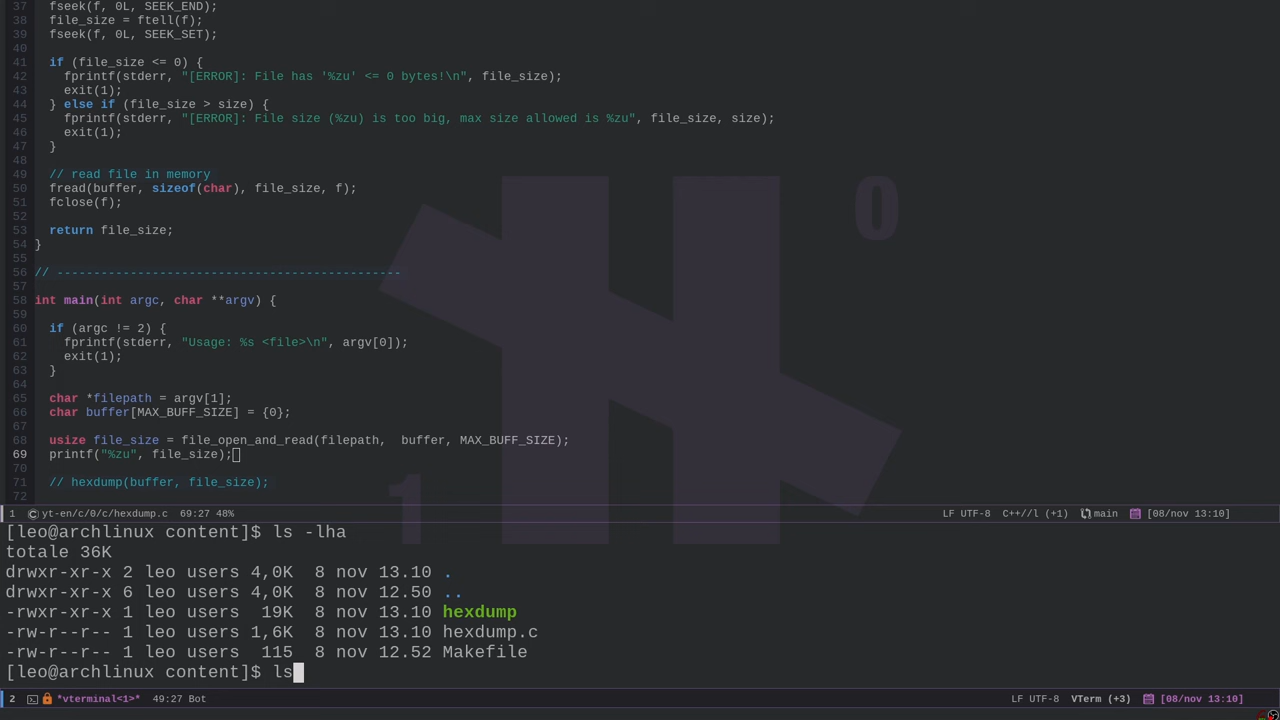 37 fseek(f, 0L, SEEK_END);
38 file_size = ftell(f);
39 fseek(f, 0L, SEEK_SET);
40
41 if (file_size <= 0) {
42 fprintf(stderr, "[ERROR]: File has '%zu' <= 0 bytes!\n", file_size);
43 exit(1);
44 } else if (file_size > size) {
45 fprintf(stderr, "[ERROR]: File size (%zu) is too big, max size allowed is %zu", file_size, size);
46 exit(1);
47 }
48
49 // read file in memory
50 fread(buffer, sizeof(char), file_size, f);
51 fclose(f);
52
53 return file_size;
54 }
55
56 // -----------------------------------------------
57
58 int main(int argc, char **argv) {
59
60 if (argc != 2) {
61 fprintf(stderr, "Usage: %s <file>\n", argv[0]);
62 exit(1);
63 }
64
65 char *filepath = argv[1];
66 char buffer[MAX_BUFF_SIZE] = {0};
67
68 usize file_size = file_open_and_read(filepath,  buffer, MAX_BUFF_SIZE);
69 printf("%zu", file_size);
70
71 // hexdump(buffer, file_size);
72
0
1
1 yt-en/c/0/c/hexdump.c 69:27 48% LF UTF-8 C++//l (+1) main [08/nov 13:10]
[leo@archlinux content]$ ls -lha
totale 36K
drwxr-xr-x 2 leo users 4,0K  8 nov 13.10 .
drwxr-xr-x 6 leo users 4,0K  8 nov 12.50 ..
-rwxr-xr-x 1 leo users  19K  8 nov 13.10 hexdump
-rw-r--r-- 1 leo users 1,6K  8 nov 13.10 hexdump.c
-rw-r--r-- 1 leo users  115  8 nov 12.52 Makefile
[leo@archlinux content]$ ls
2 *vterminal<1>* 49:27 Bot LF UTF-8 VTerm (+3) [08/nov 13:10]